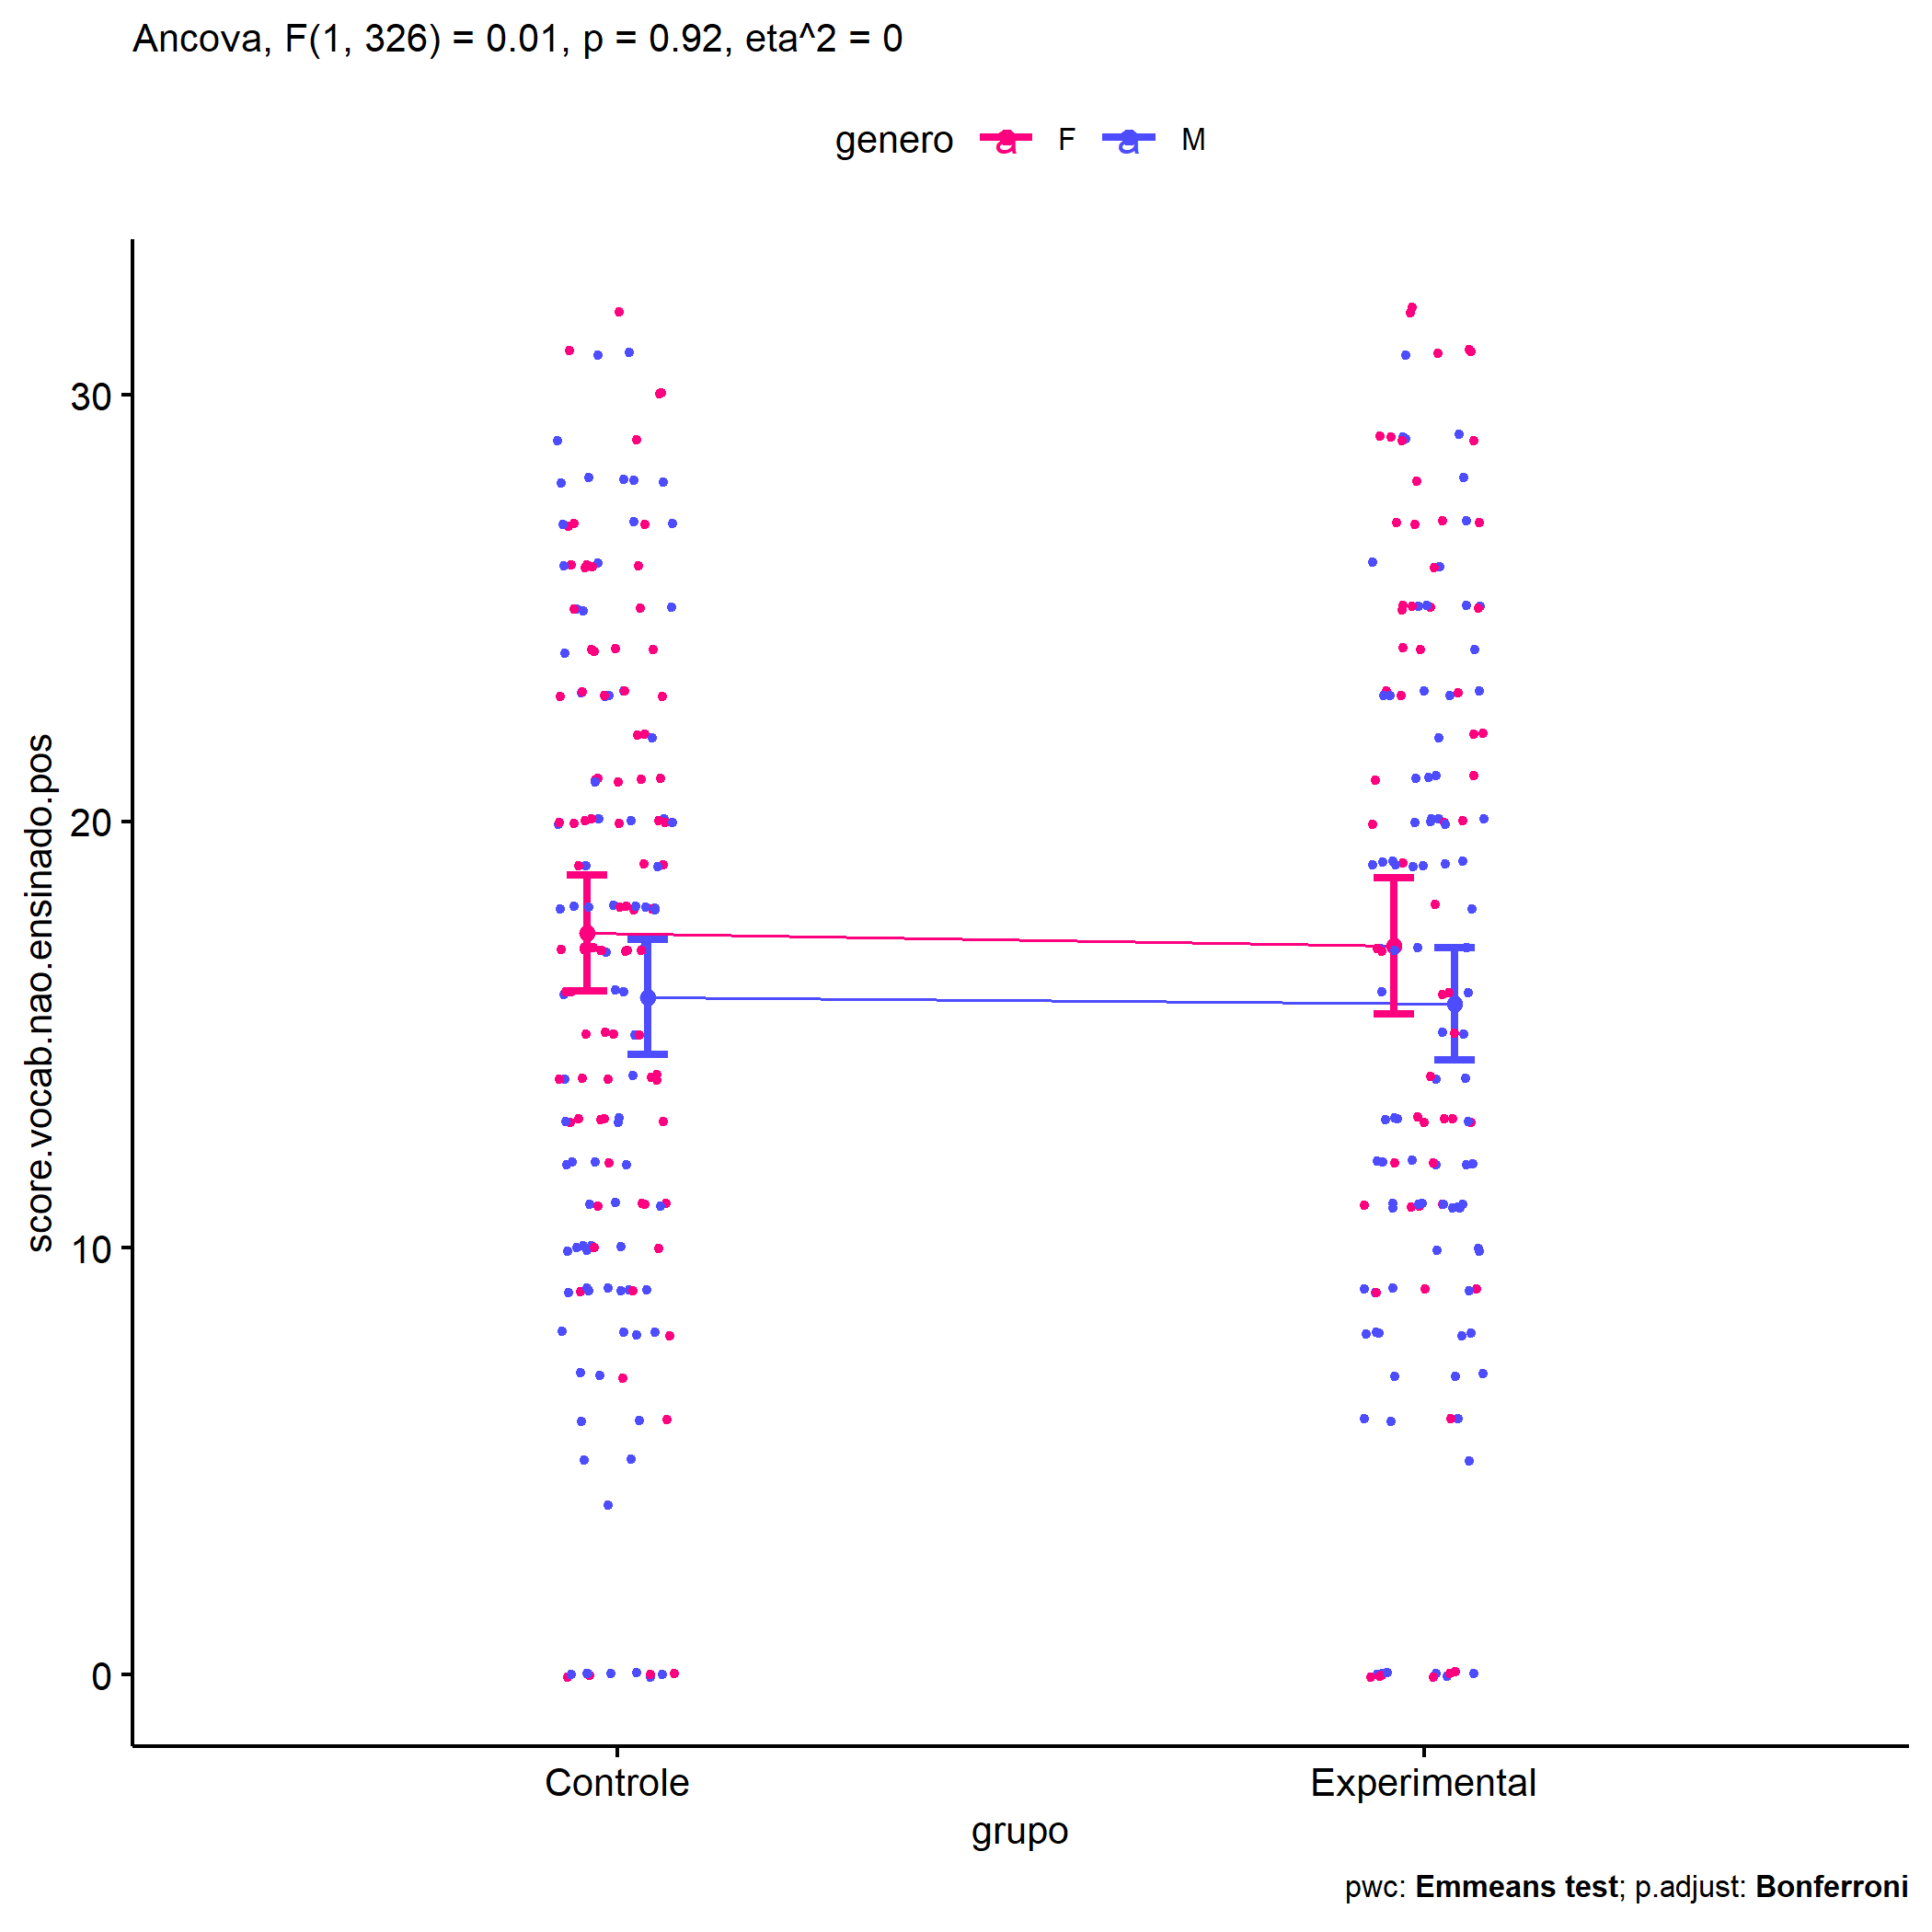 Ancova, F(1, 326) = 0.01, p = 0.92, eta^2 = 0
genero a F a M
score.vocab.nao.ensinado.pos
30
20
10
0
Controle Experimental
grupo
pwc: Emmeans test; p.adjust: Bonferroni